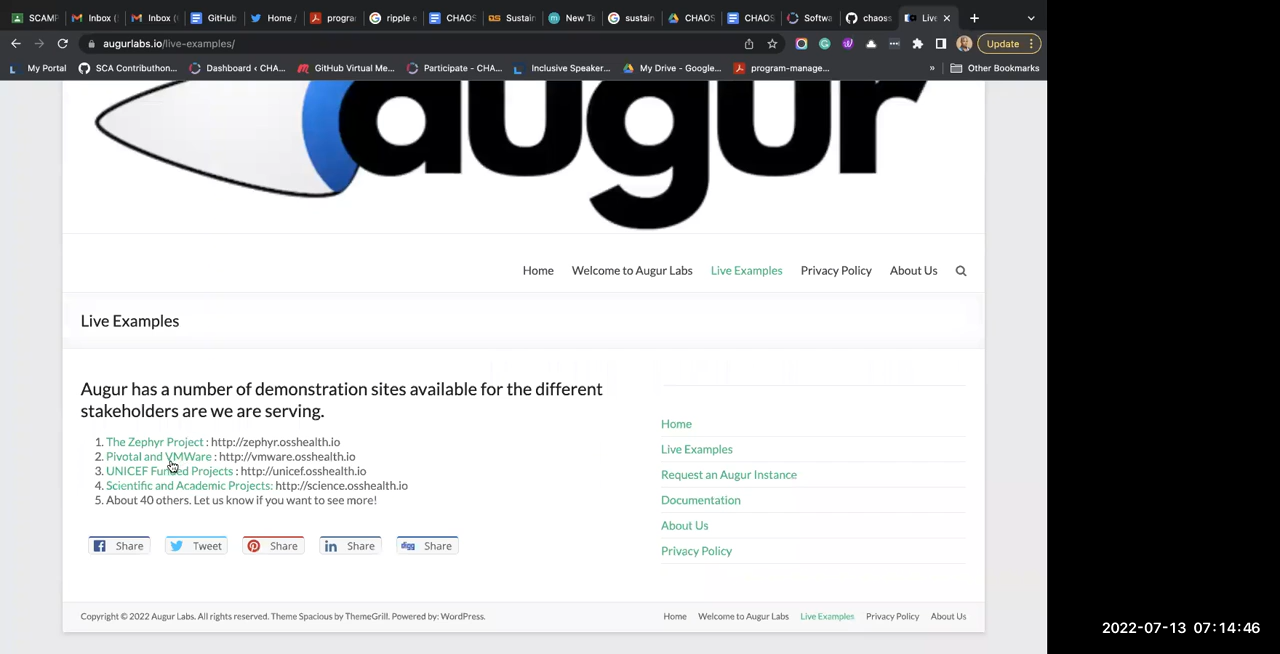 SCAMP
Inbox (
Inbox (
GitHub
Home /
progra
ripple e
CHAOS
Sustain
New Ta
sustain
CHAOS
CHAOS
Softwa
chaoss
Live
augurlabs.io/live-examples/
Update
My Portal
SCA Contributhon...
Dashboard < CHA...
GitHub Virtual Me...
Participate - CHA...
Inclusive Speaker...
My Drive - Google...
program-manage...
»
Other Bookmarks
augur
Home
Welcome to Augur Labs
Live Examples
Privacy Policy
About Us
Live Examples
Augur has a number of demonstration sites available for the different
stakeholders are we are serving.
1. The Zephyr Project : http://zephyr.osshealth.io
2. Pivotal and VMWare : http://vmware.osshealth.io
3. UNICEF Funded Projects : http://unicef.osshealth.io
4. Scientific and Academic Projects: http://science.osshealth.io
5. About 40 others. Let us know if you want to see more!
Share
Tweet
Share
Share
digg Share
Home
Live Examples
Request an Augur Instance
Documentation
About Us
Privacy Policy
Copyright © 2022 Augur Labs. All rights reserved. Theme Spacious by ThemeGrill. Powered by: WordPress.
Home
Welcome to Augur Labs
Live Examples
Privacy Policy
About Us
2022-07-13 07:14:46